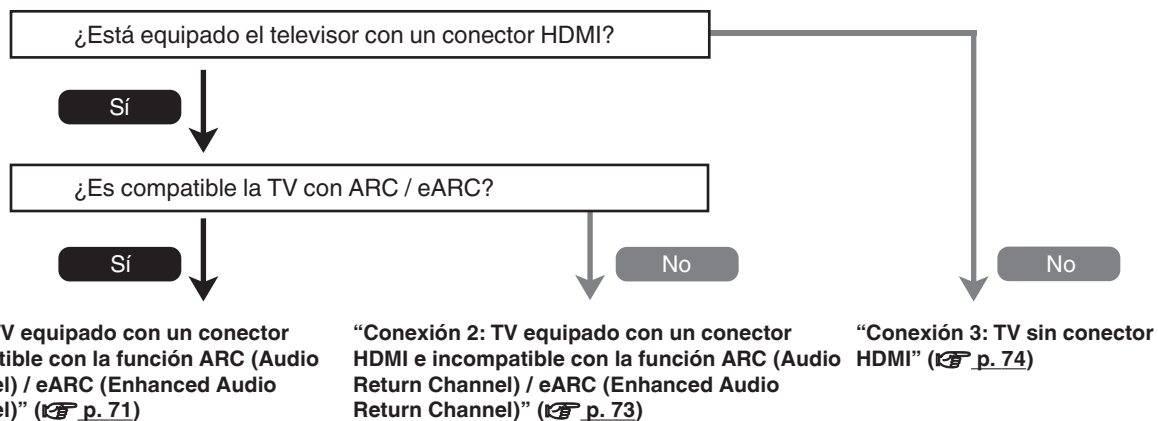 ¿Está equipado el televisor con un conector HDMI?
Sí
¿Es compatible la TV con ARC / eARC?
Sí
No
No
V equipado con un conector
tible con la función ARC (Audio
el) / eARC (Enhanced Audio
el)” (☞ p. 71)
“Conexión 2: TV equipado con un conector
HDMI e incompatible con la función ARC (Audio
Return Channel) / eARC (Enhanced Audio
Return Channel)” (☞ p. 73)
“Conexión 3: TV sin conector
HDMI” (☞ p. 74)